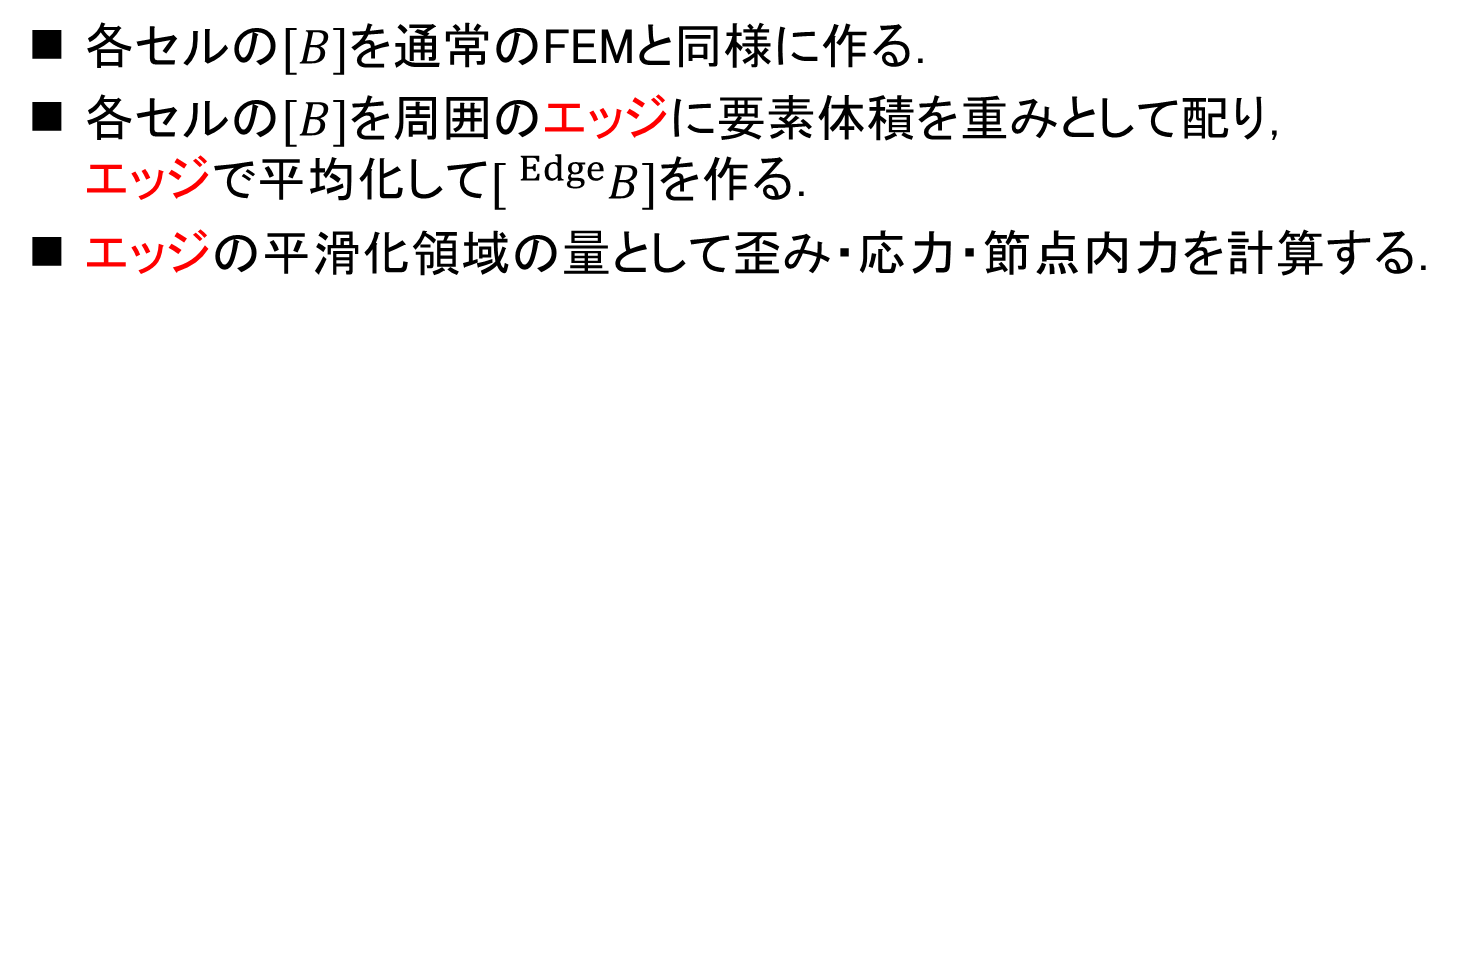 ■ 各セルの[B]を通常のFEMと同様に作る．
■ 各セルの[B]を周囲のエッジに要素体積を重みとして配り，
エッジで平均化して[ ᴱᵈᵍᵉB]を作る．
■ エッジの平滑化領域の量として歪み・応力・節点内力を計算する．